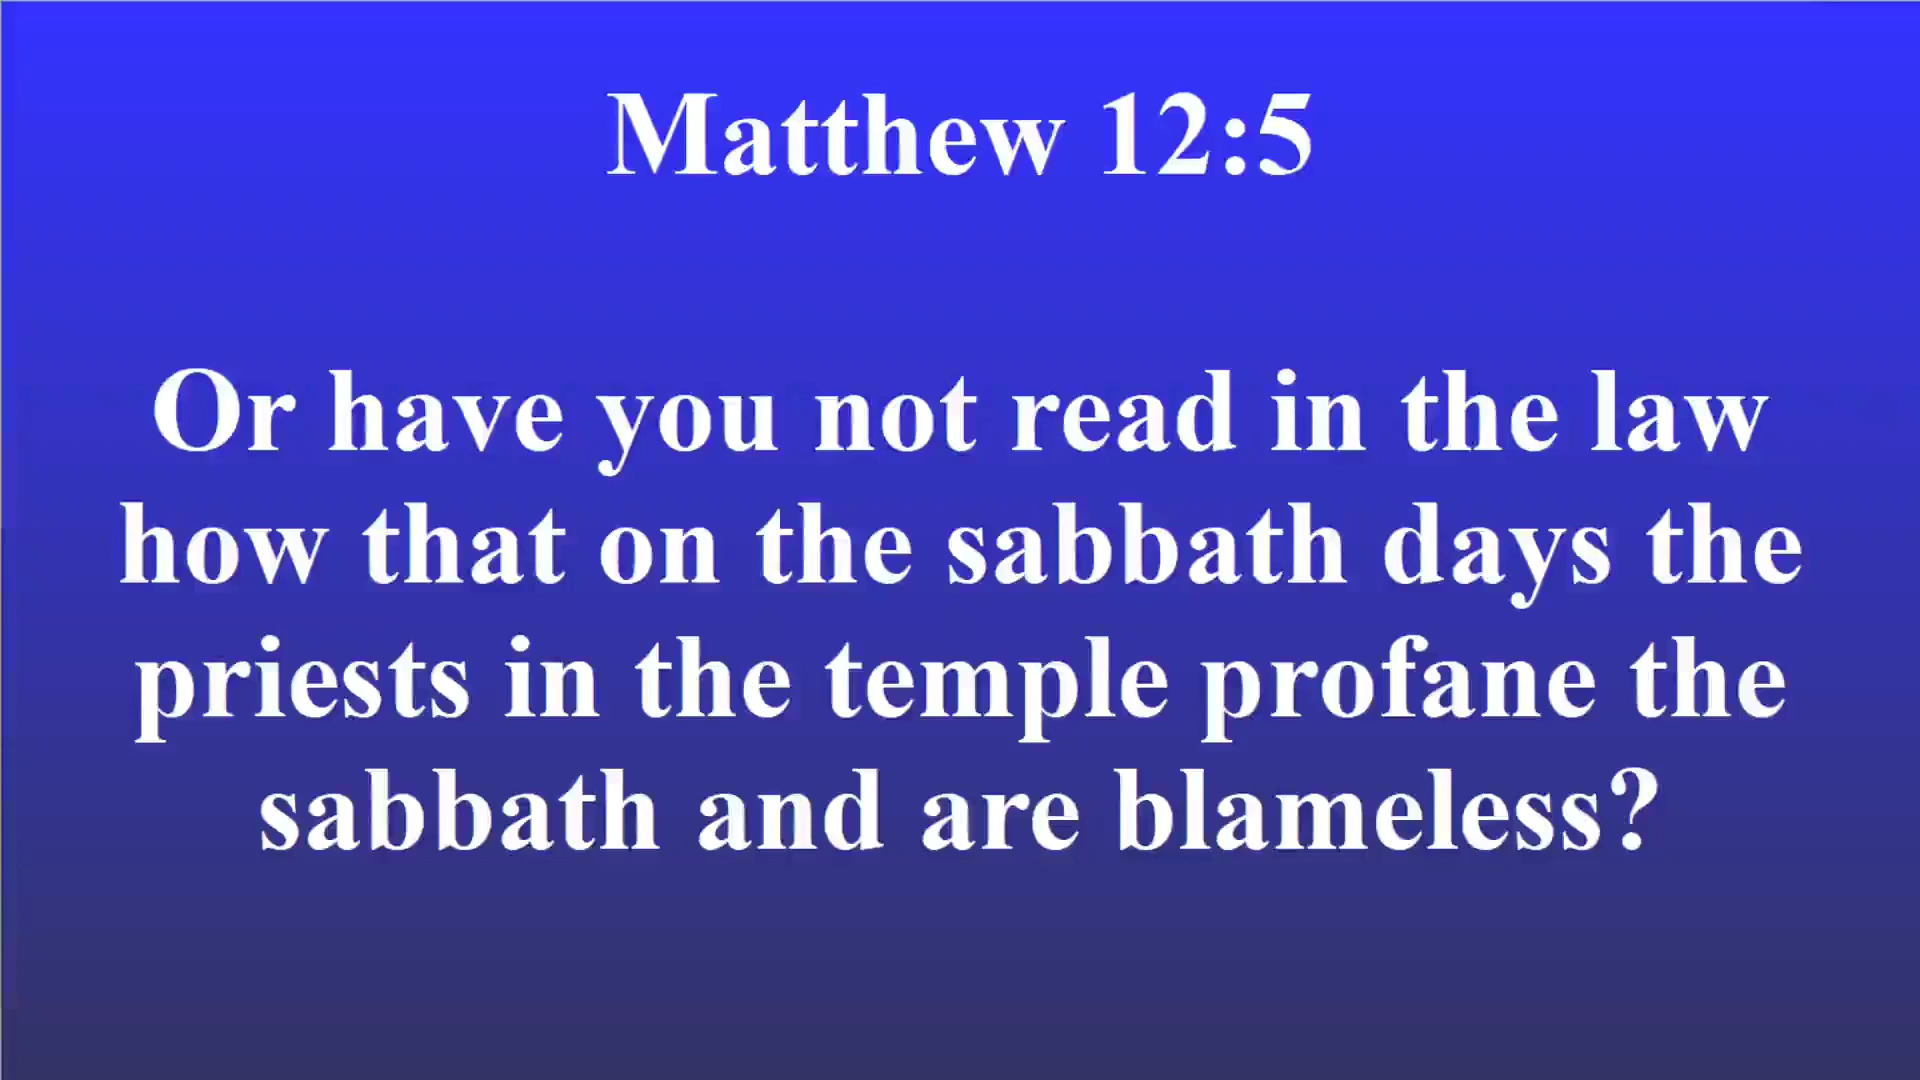 Matthew 12:5
Or have you not read in the law
how that on the sabbath days the
priests in the temple profane the
sabbath and are blameless?